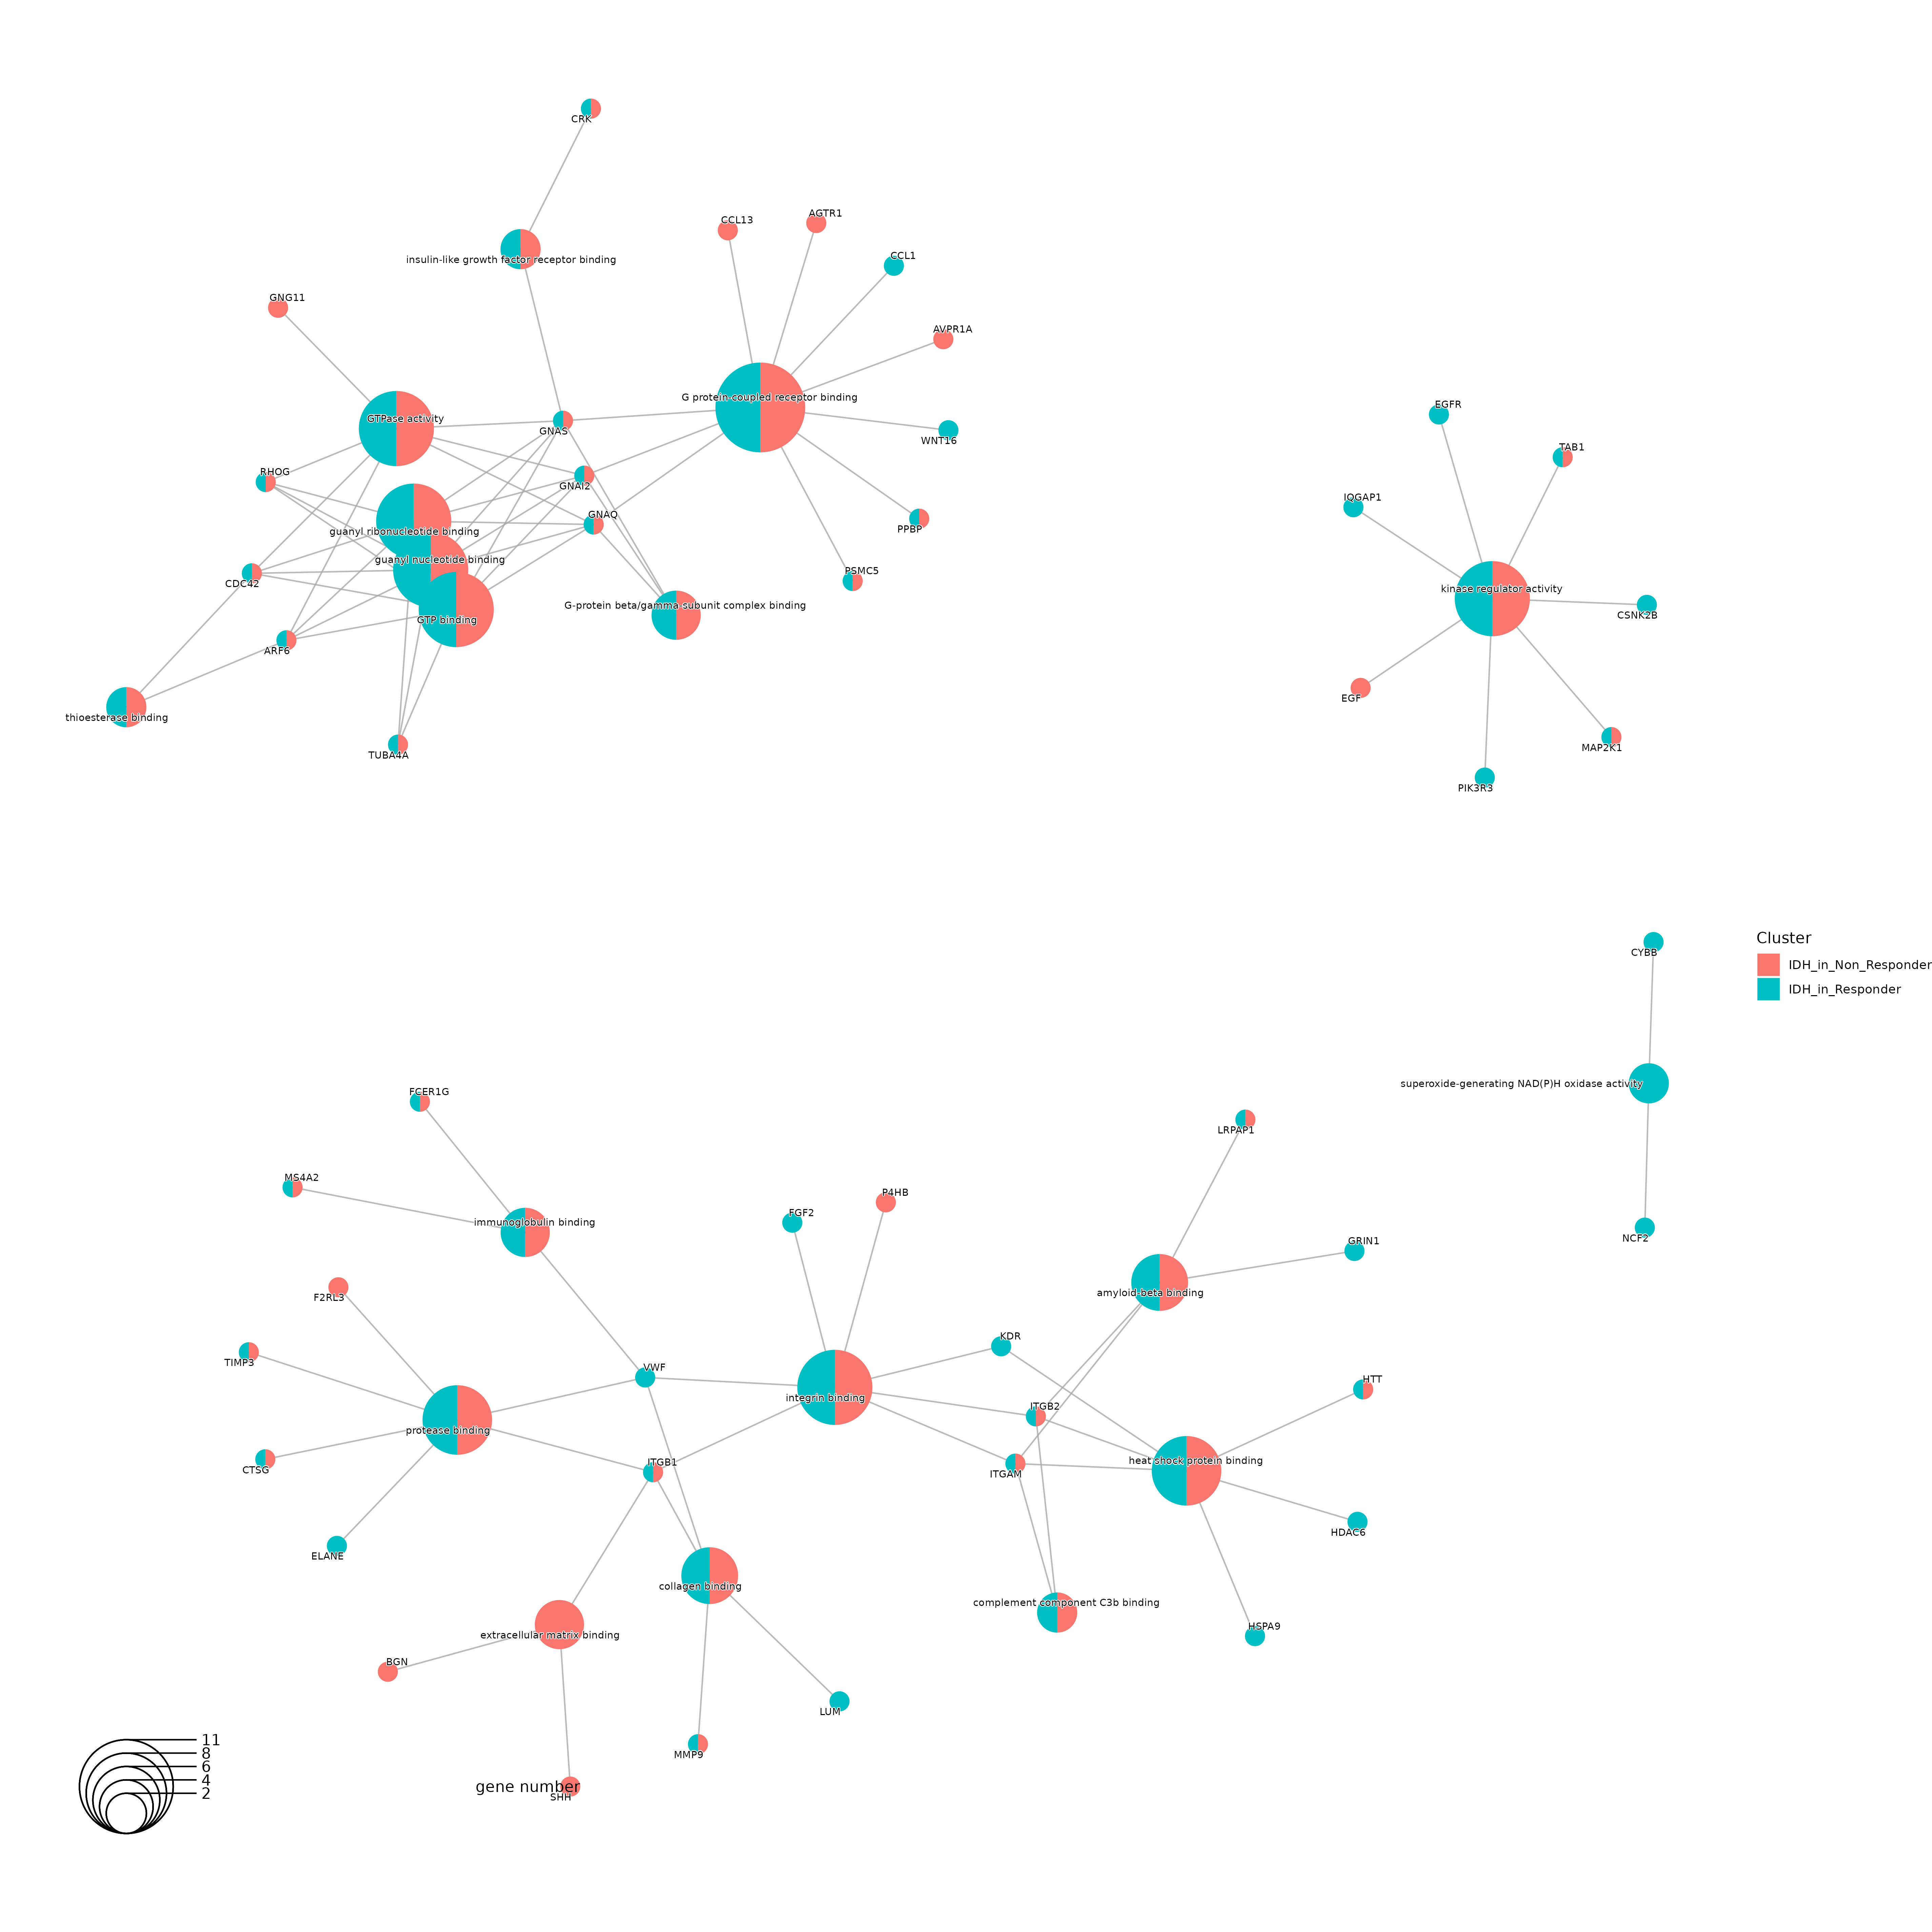 CRK
CCL13
AGTR1
CCL1
insulin-like growth factor receptor binding
GNG11
AVPR1A
G protein-coupled receptor binding
EGFR
GTPase activity
GNAS
WNT16
TAB1
RHOG
GNAI2
IQGAP1
GNAQ
PPBP
guanyl ribonucleotide binding
guanyl nucleotide binding
PSMC5
CDC42
kinase regulator activity
G-protein beta/gamma subunit complex binding
CSNK2B
GTP binding
ARF6
EGF
thioesterase binding
MAP2K1
TUBA4A
PIK3R3
Cluster
IDH_in_Non_Responder
IDH_in_Responder
CYBB
superoxide-generating NAD(P)H oxidase activity
FCER1G
LRPAP1
MS4A2
P4HB
FGF2
immunoglobulin binding
NCF2
GRIN1
F2RL3
amyloid-beta binding
KDR
TIMP3
VWF
HTT
integrin binding
ITGB2
protease binding
ITGB1
heat shock protein binding
CTSG
ITGAM
HDAC6
ELANE
collagen binding
complement component C3b binding
HSPA9
extracellular matrix binding
BGN
LUM
MMP9
11
8
6
4
2
gene number
SHH